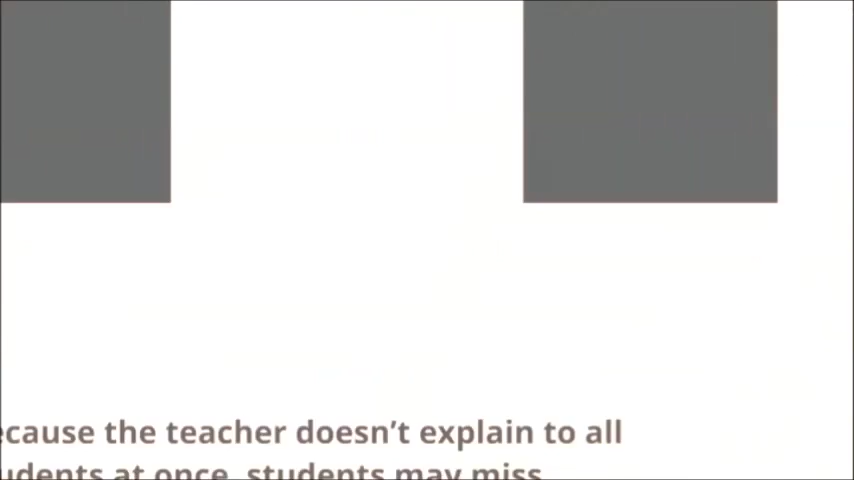 ecause the teacher doesn’t explain to all
udents at once, students may miss